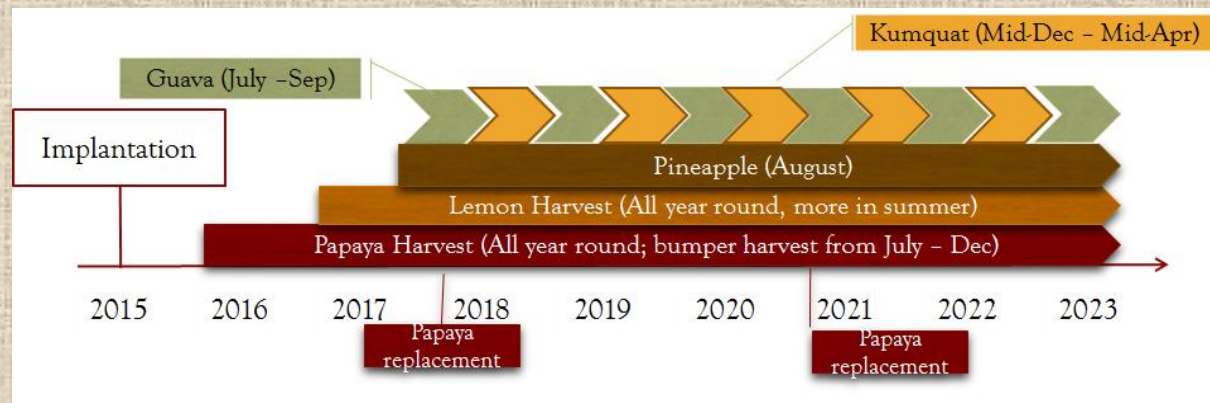 Kumquat (Mid-Dec – Mid-Apr)
Guava (July –Sep)
Implantation
Pineapple (August)
Lemon Harvest (All year round, more in summer)
Papaya Harvest (All year round; bumper harvest from July – Dec)
2015 2016 2017 2018 2019 2020 2021 2022 2023
Papaya
replacement
Papaya
replacement